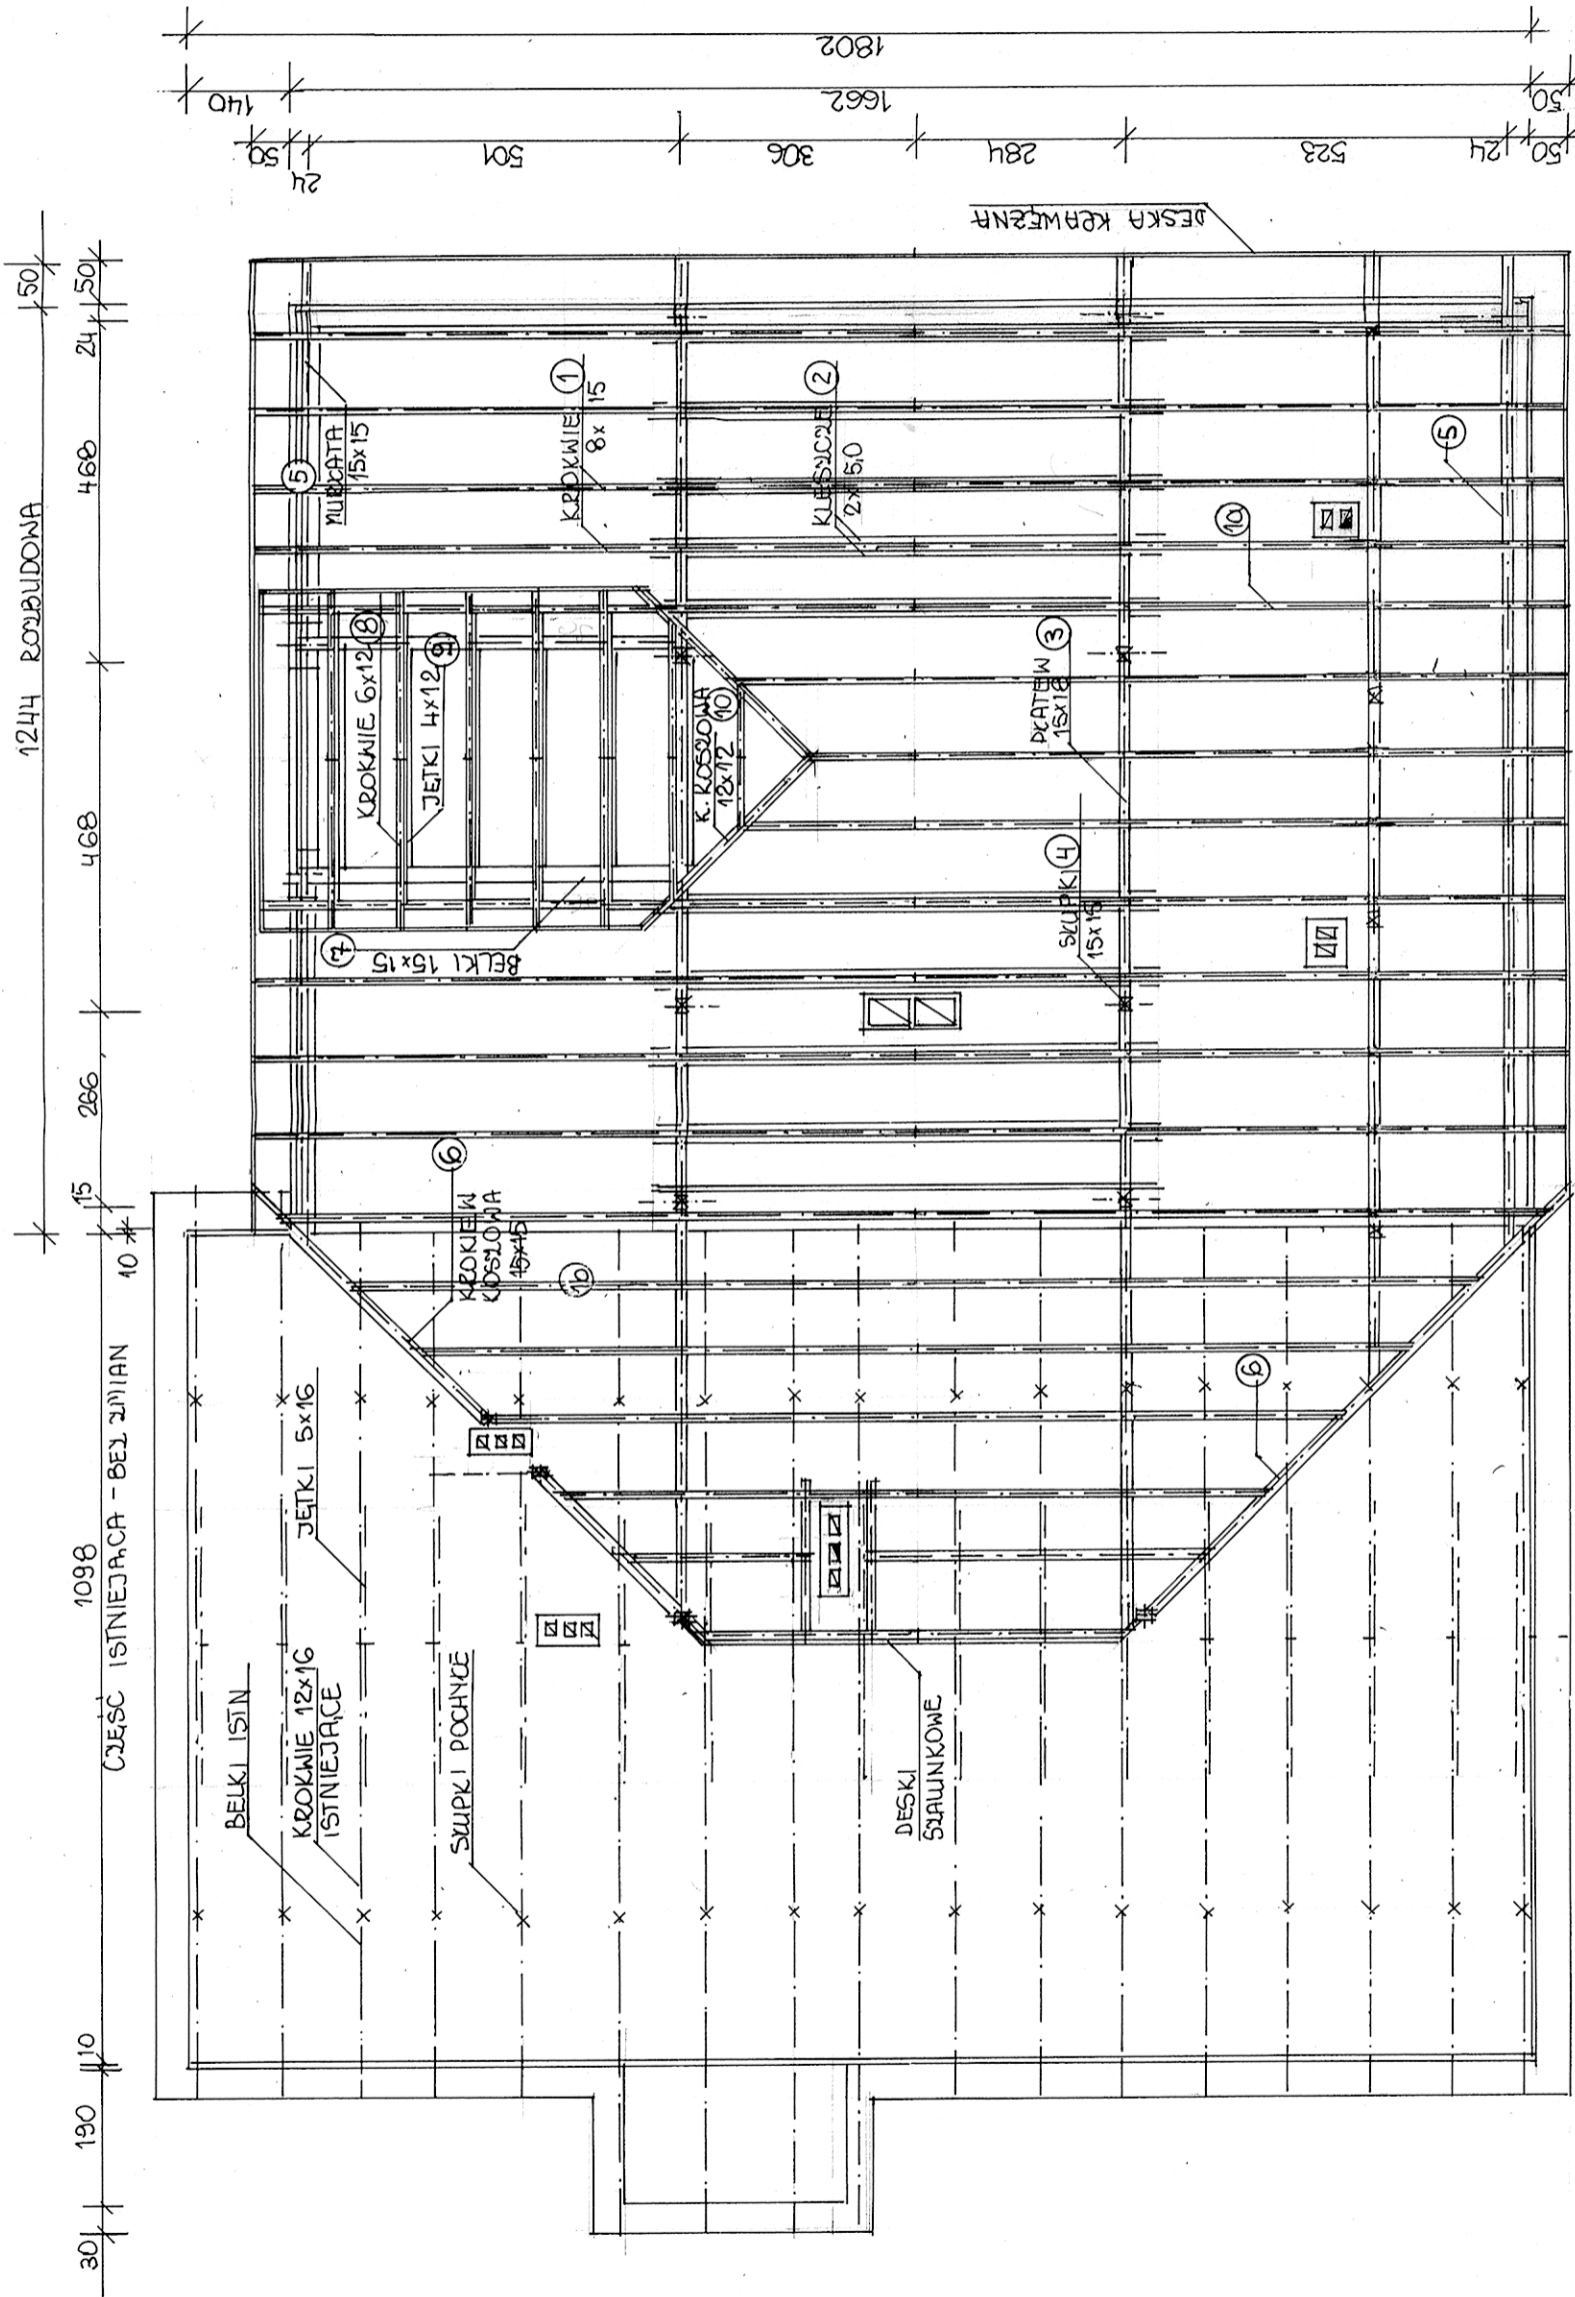 1802
140
1662
50
50
24
501
306
284
523
24
50
DESKA KRAWĘŻNA
1244 ROZBUDOWA
50
50
24
468
468
266
15
10
1098
CZĘŚĆ ISTNIEJĄCA - BEZ ZMIAN
10
190
30
5
MURŁATA
15x15
KROKWIE 1
8x15
KLESZCZE 2
2x 5,0
5
1a
KROKWIE 6x12 8
JĘTKI 4x12 9
K. KOSZOWA
12x12 10
PŁATEW 3
15x18
SŁUPKI 4
15x15
7
BELKI 15x15
6
KROKIEW
KOSZOWA
15x15
1b
6
JĘTKI 5x16
BELKI ISTN
KROKWIE 12x16
ISTNIEJĄCE
SŁUPKI POCHYŁE
DESKI
SZALUNKOWE